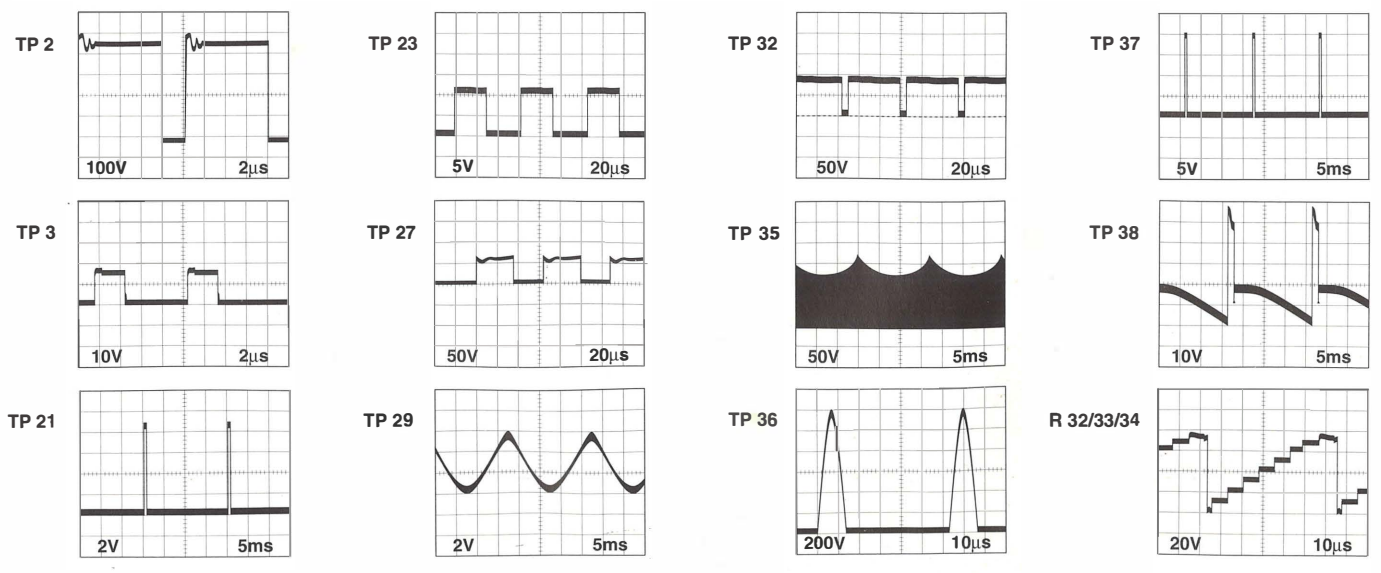 TP 2
100V 2μs
TP 23
5V 20μs
TP 32
50V 20μs
TP 37
5V 5ms
TP 3
10V 2μs
TP 27
50V 20μs
TP 35
50V 5ms
TP 38
10V 5ms
TP 21
2V 5ms
TP 29
2V 5ms
TP 36
200V 10μs
R 32/33/34
20V 10μs